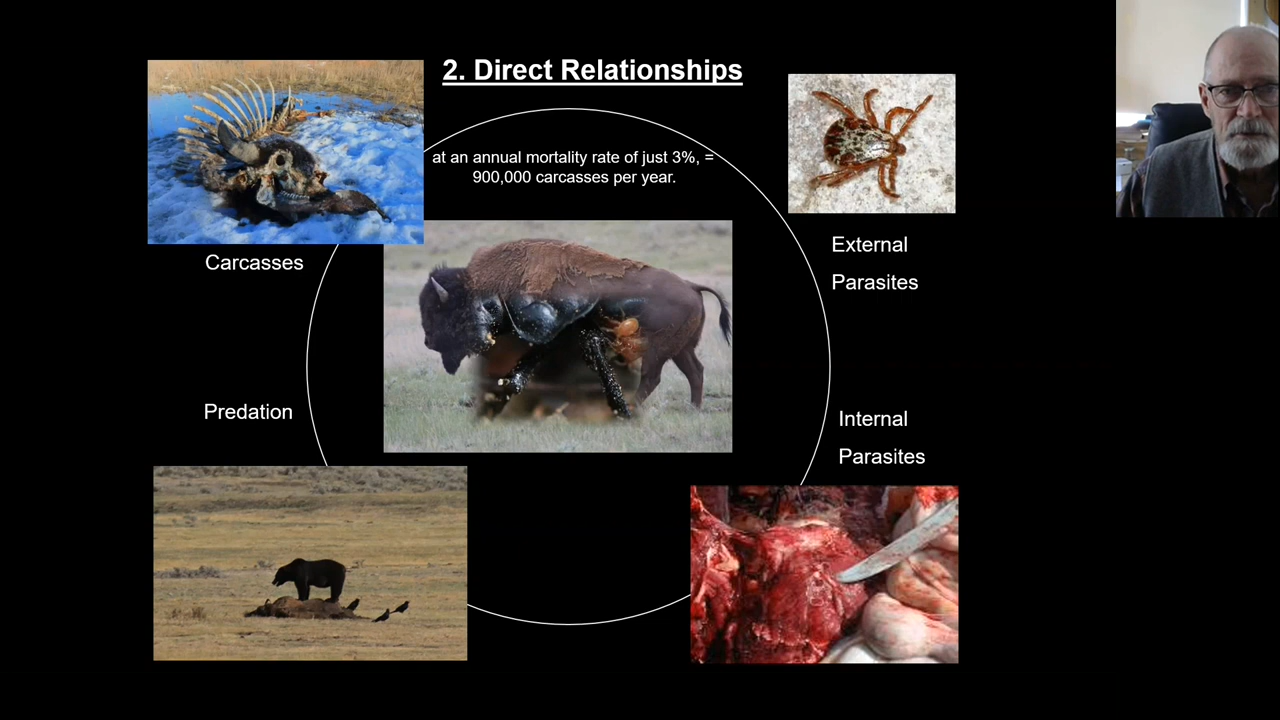 2. Direct Relationships
at an annual mortality rate of just 3%, =
900,000 carcasses per year.
Carcasses
External
Parasites
Predation
Internal
Parasites